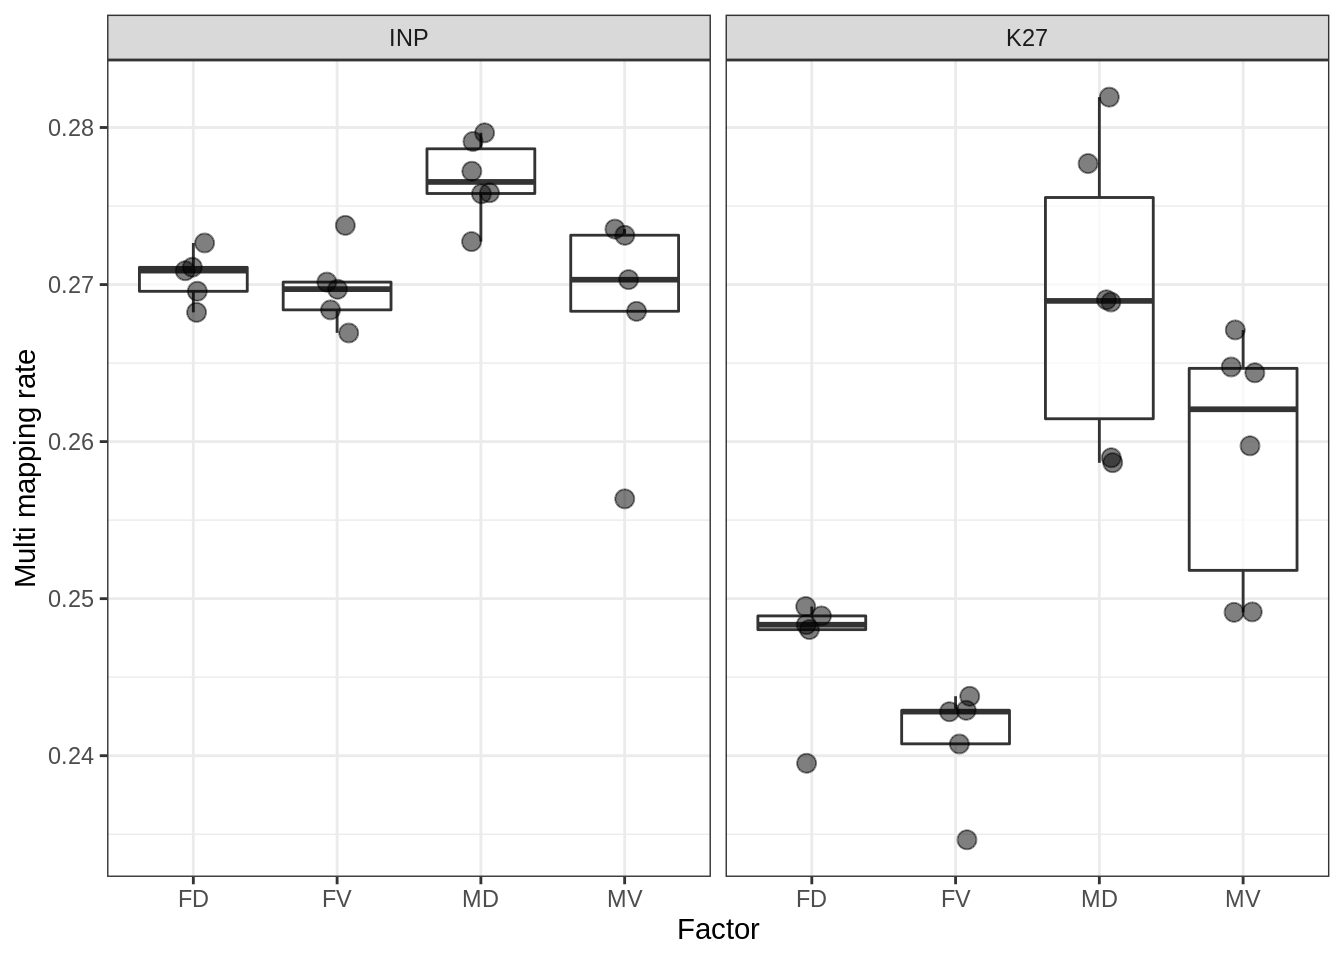 INP
K27
Multi mapping rate
0.28
0.27
0.26
0.25
0.24
FD FV MD MV
FD FV MD MV
Factor